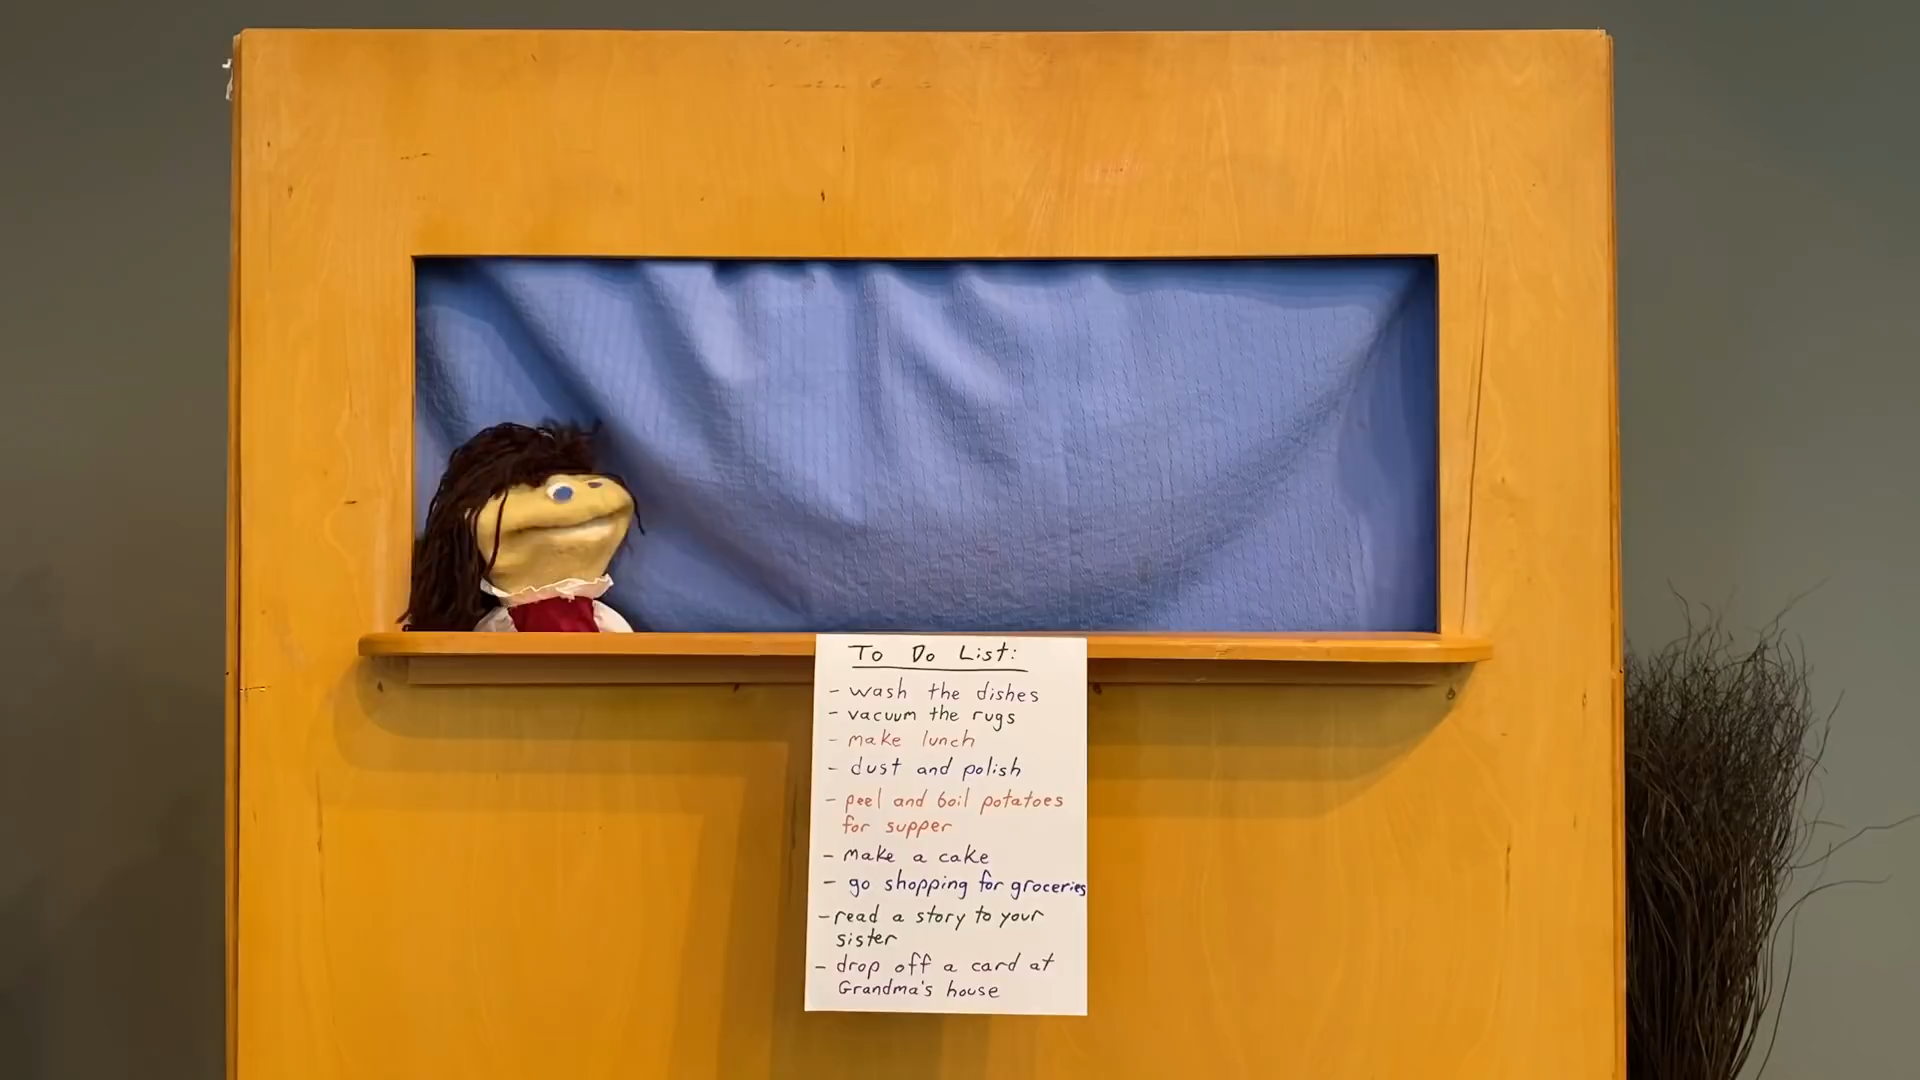 To Do List:
- wash the dishes
- vacuum the rugs
- make lunch
- dust and polish
- peel and boil potatoes
for supper
- make a cake
- go shopping for groceries
- read a story to your
sister
- drop off a card at
Grandma's house